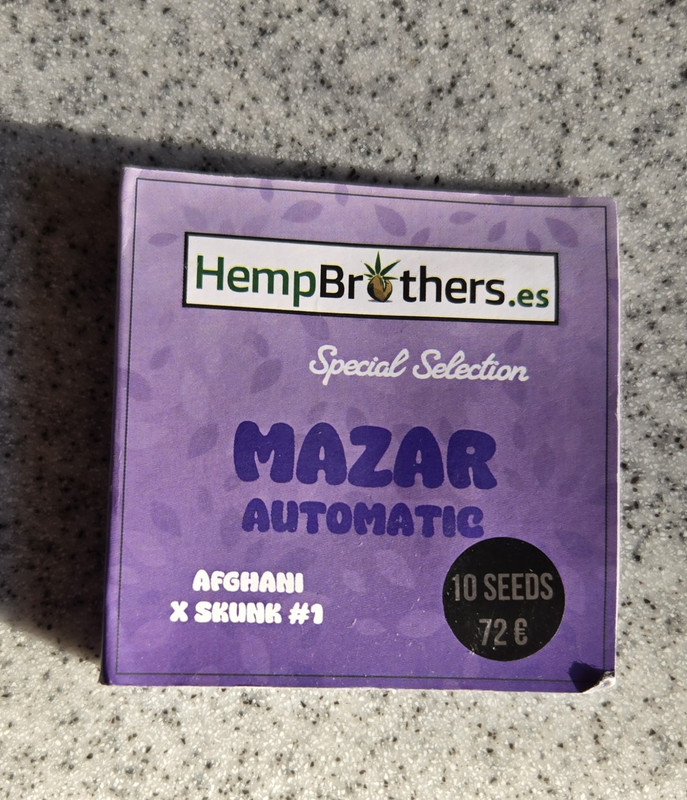 HempBrothers.es
Special Selection
MAZAR
AUTOMATIC
AFGHANI
X SKUNK #1
10 SEEDS
72 €